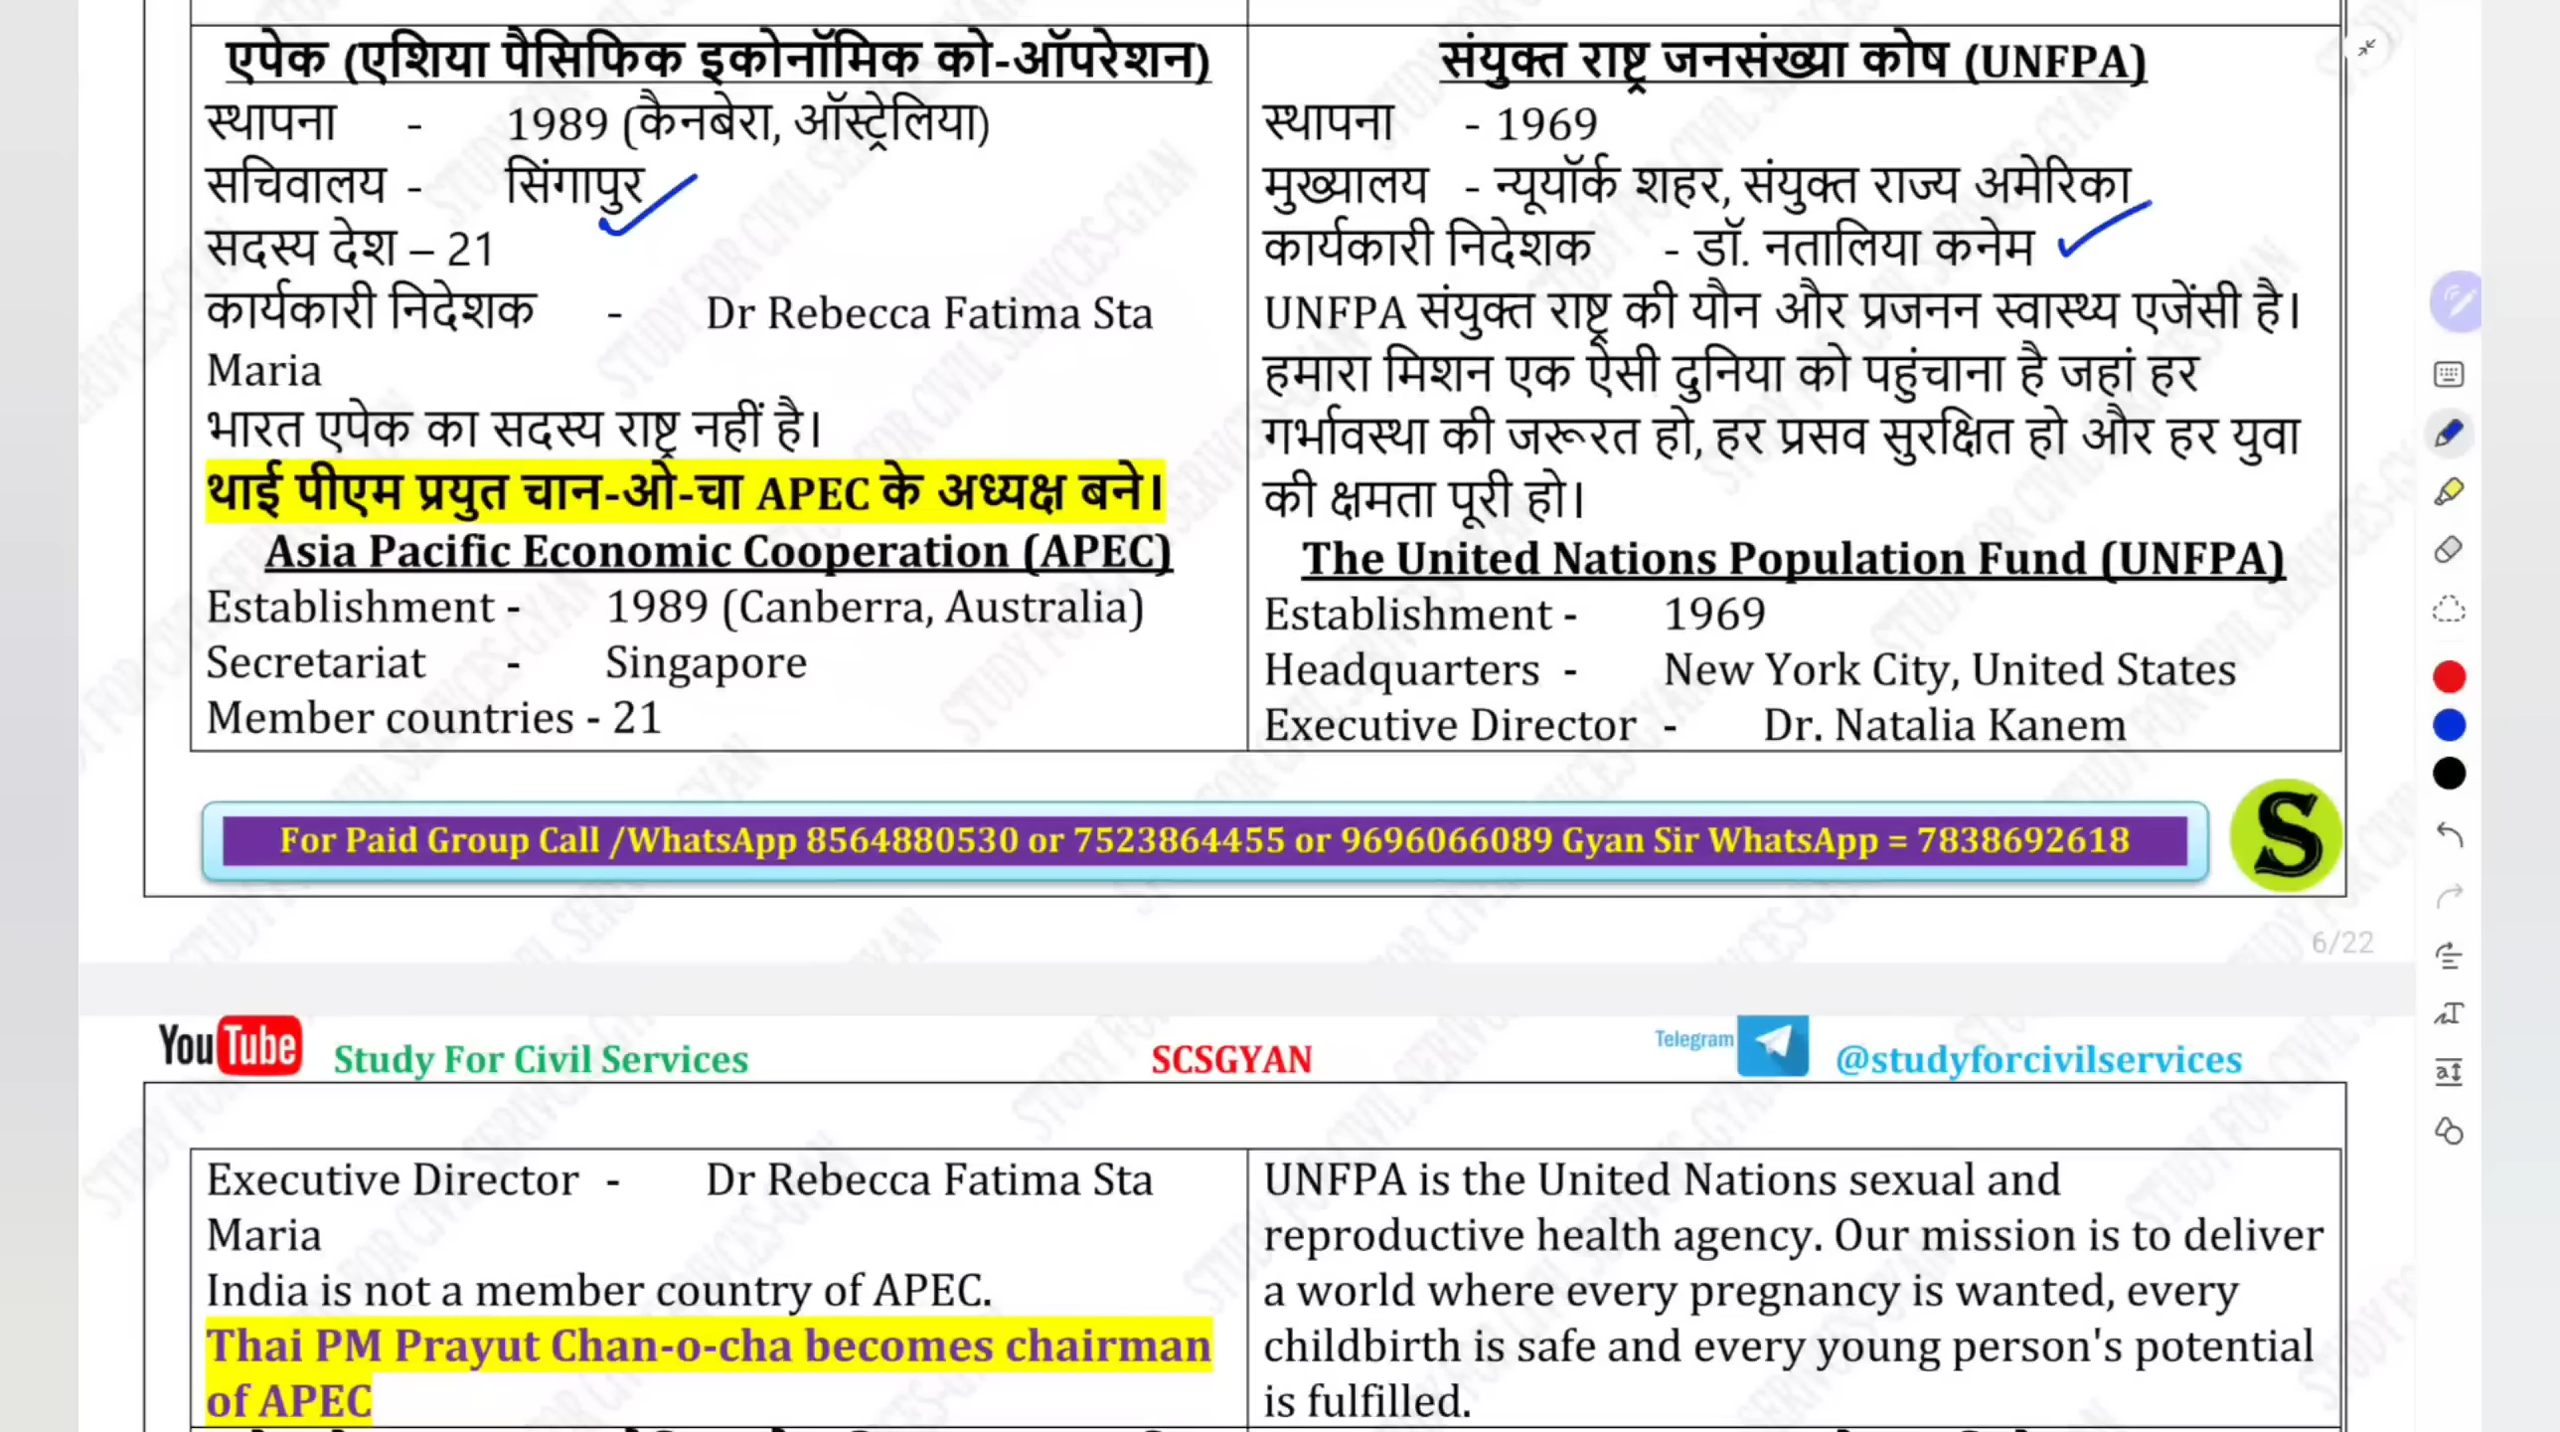 एपेक (एशिया पैसिफिक इकोनॉमिक को-ऑपरेशन)
स्थापना - 1989 (कैनबेरा, ऑस्ट्रेलिया)
सचिवालय - सिंगापुर
सदस्य देश – 21
कार्यकारी निदेशक - Dr Rebecca Fatima Sta
Maria
भारत एपेक का सदस्य राष्ट्र नहीं है।
थाई पीएम प्रयुत चान-ओ-चा APEC के अध्यक्ष बने।
Asia Pacific Economic Cooperation (APEC)
Establishment - 1989 (Canberra, Australia)
Secretariat - Singapore
Member countries - 21
संयुक्त राष्ट्र जनसंख्या कोष (UNFPA)
स्थापना - 1969
मुख्यालय - न्यूयॉर्क शहर, संयुक्त राज्य अमेरिका
कार्यकारी निदेशक - डॉ. नतालिया कनेम
UNFPA संयुक्त राष्ट्र की यौन और प्रजनन स्वास्थ्य एजेंसी है।
हमारा मिशन एक ऐसी दुनिया को पहुंचाना है जहां हर
गर्भावस्था की जरूरत हो, हर प्रसव सुरक्षित हो और हर युवा
की क्षमता पूरी हो।
The United Nations Population Fund (UNFPA)
Establishment - 1969
Headquarters - New York City, United States
Executive Director - Dr. Natalia Kanem
For Paid Group Call /WhatsApp 8564880530 or 7523864455 or 9696066089 Gyan Sir WhatsApp = 7838692618
S
6/22
YouTube Study For Civil Services SCSGYAN Telegram @studyforcivilservices
Executive Director - Dr Rebecca Fatima Sta
Maria
India is not a member country of APEC.
Thai PM Prayut Chan-o-cha becomes chairman
of APEC
UNFPA is the United Nations sexual and
reproductive health agency. Our mission is to deliver
a world where every pregnancy is wanted, every
childbirth is safe and every young person's potential
is fulfilled.
STUDY FOR CIVIL SERIVCES-GYAN